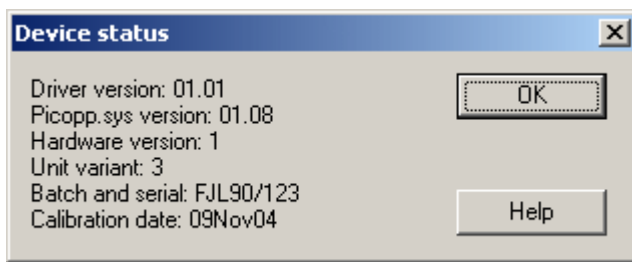 Device status
Driver version: 01.01
Picopp.sys version: 01.08
Hardware version: 1
Unit variant: 3
Batch and serial: FJL90/123
Calibration date: 09Nov04
OK
Help